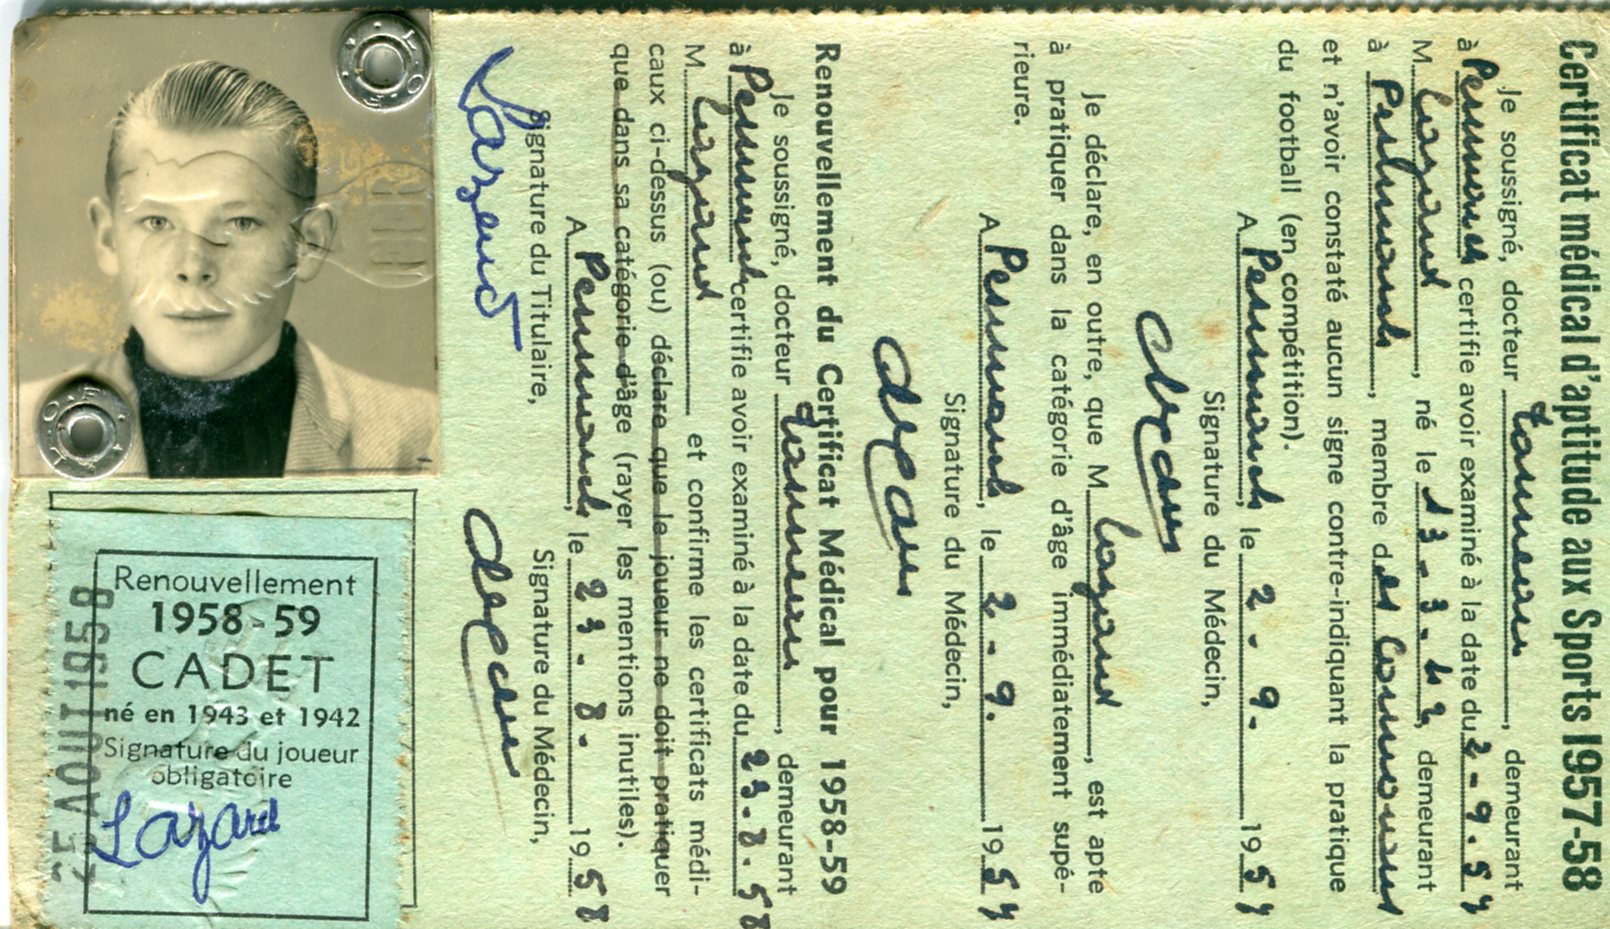 Certificat médical d'aptitude aux Sports 1957-58
Je soussigné, docteur , demeurant
à certifie avoir examiné à la date du 2-9-57
M. Lazard, né le 13-3-42, demeurant
à , membre d
et n'avoir constaté aucun signe contre-indiquant la pratique
du football (en compétition).
A , le 2-9- 1957
Signature du Médecin,
Je déclare, en outre, que M. Lazard, est apte
à pratiquer dans la catégorie d'âge immédiatement supé-
rieure.
A , le 2-9. 1957
Signature du Médecin,
Renouvellement du Certificat Médical pour 1958-59
Je soussigné, docteur , demeurant
à certifie avoir examiné à la date du 23-8-58
M. Lazard et confirme les certificats médi-
caux ci-dessus (ou) déclare que le joueur ne doit pratiquer
que dans sa catégorie d'âge (rayer les mentions inutiles).
A , le 23-8- 1958
Signature du Titulaire, Signature du Médecin,
Lazard
Renouvellement
1958-59
CADET
né en 1943 et 1942
Signature du joueur
obligatoire
Lazard
25 AOUT 1958